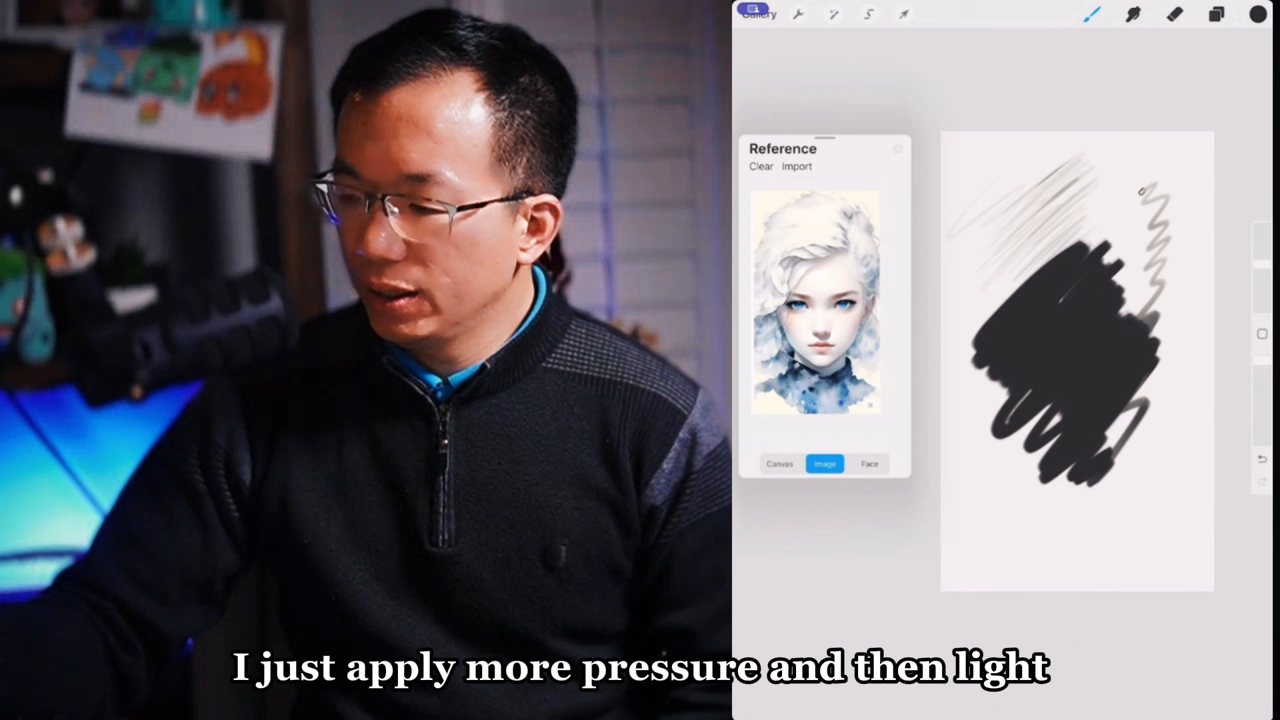 Gallery
Reference
Clear Import
Canvas Image Face
I just apply more pressure and then light